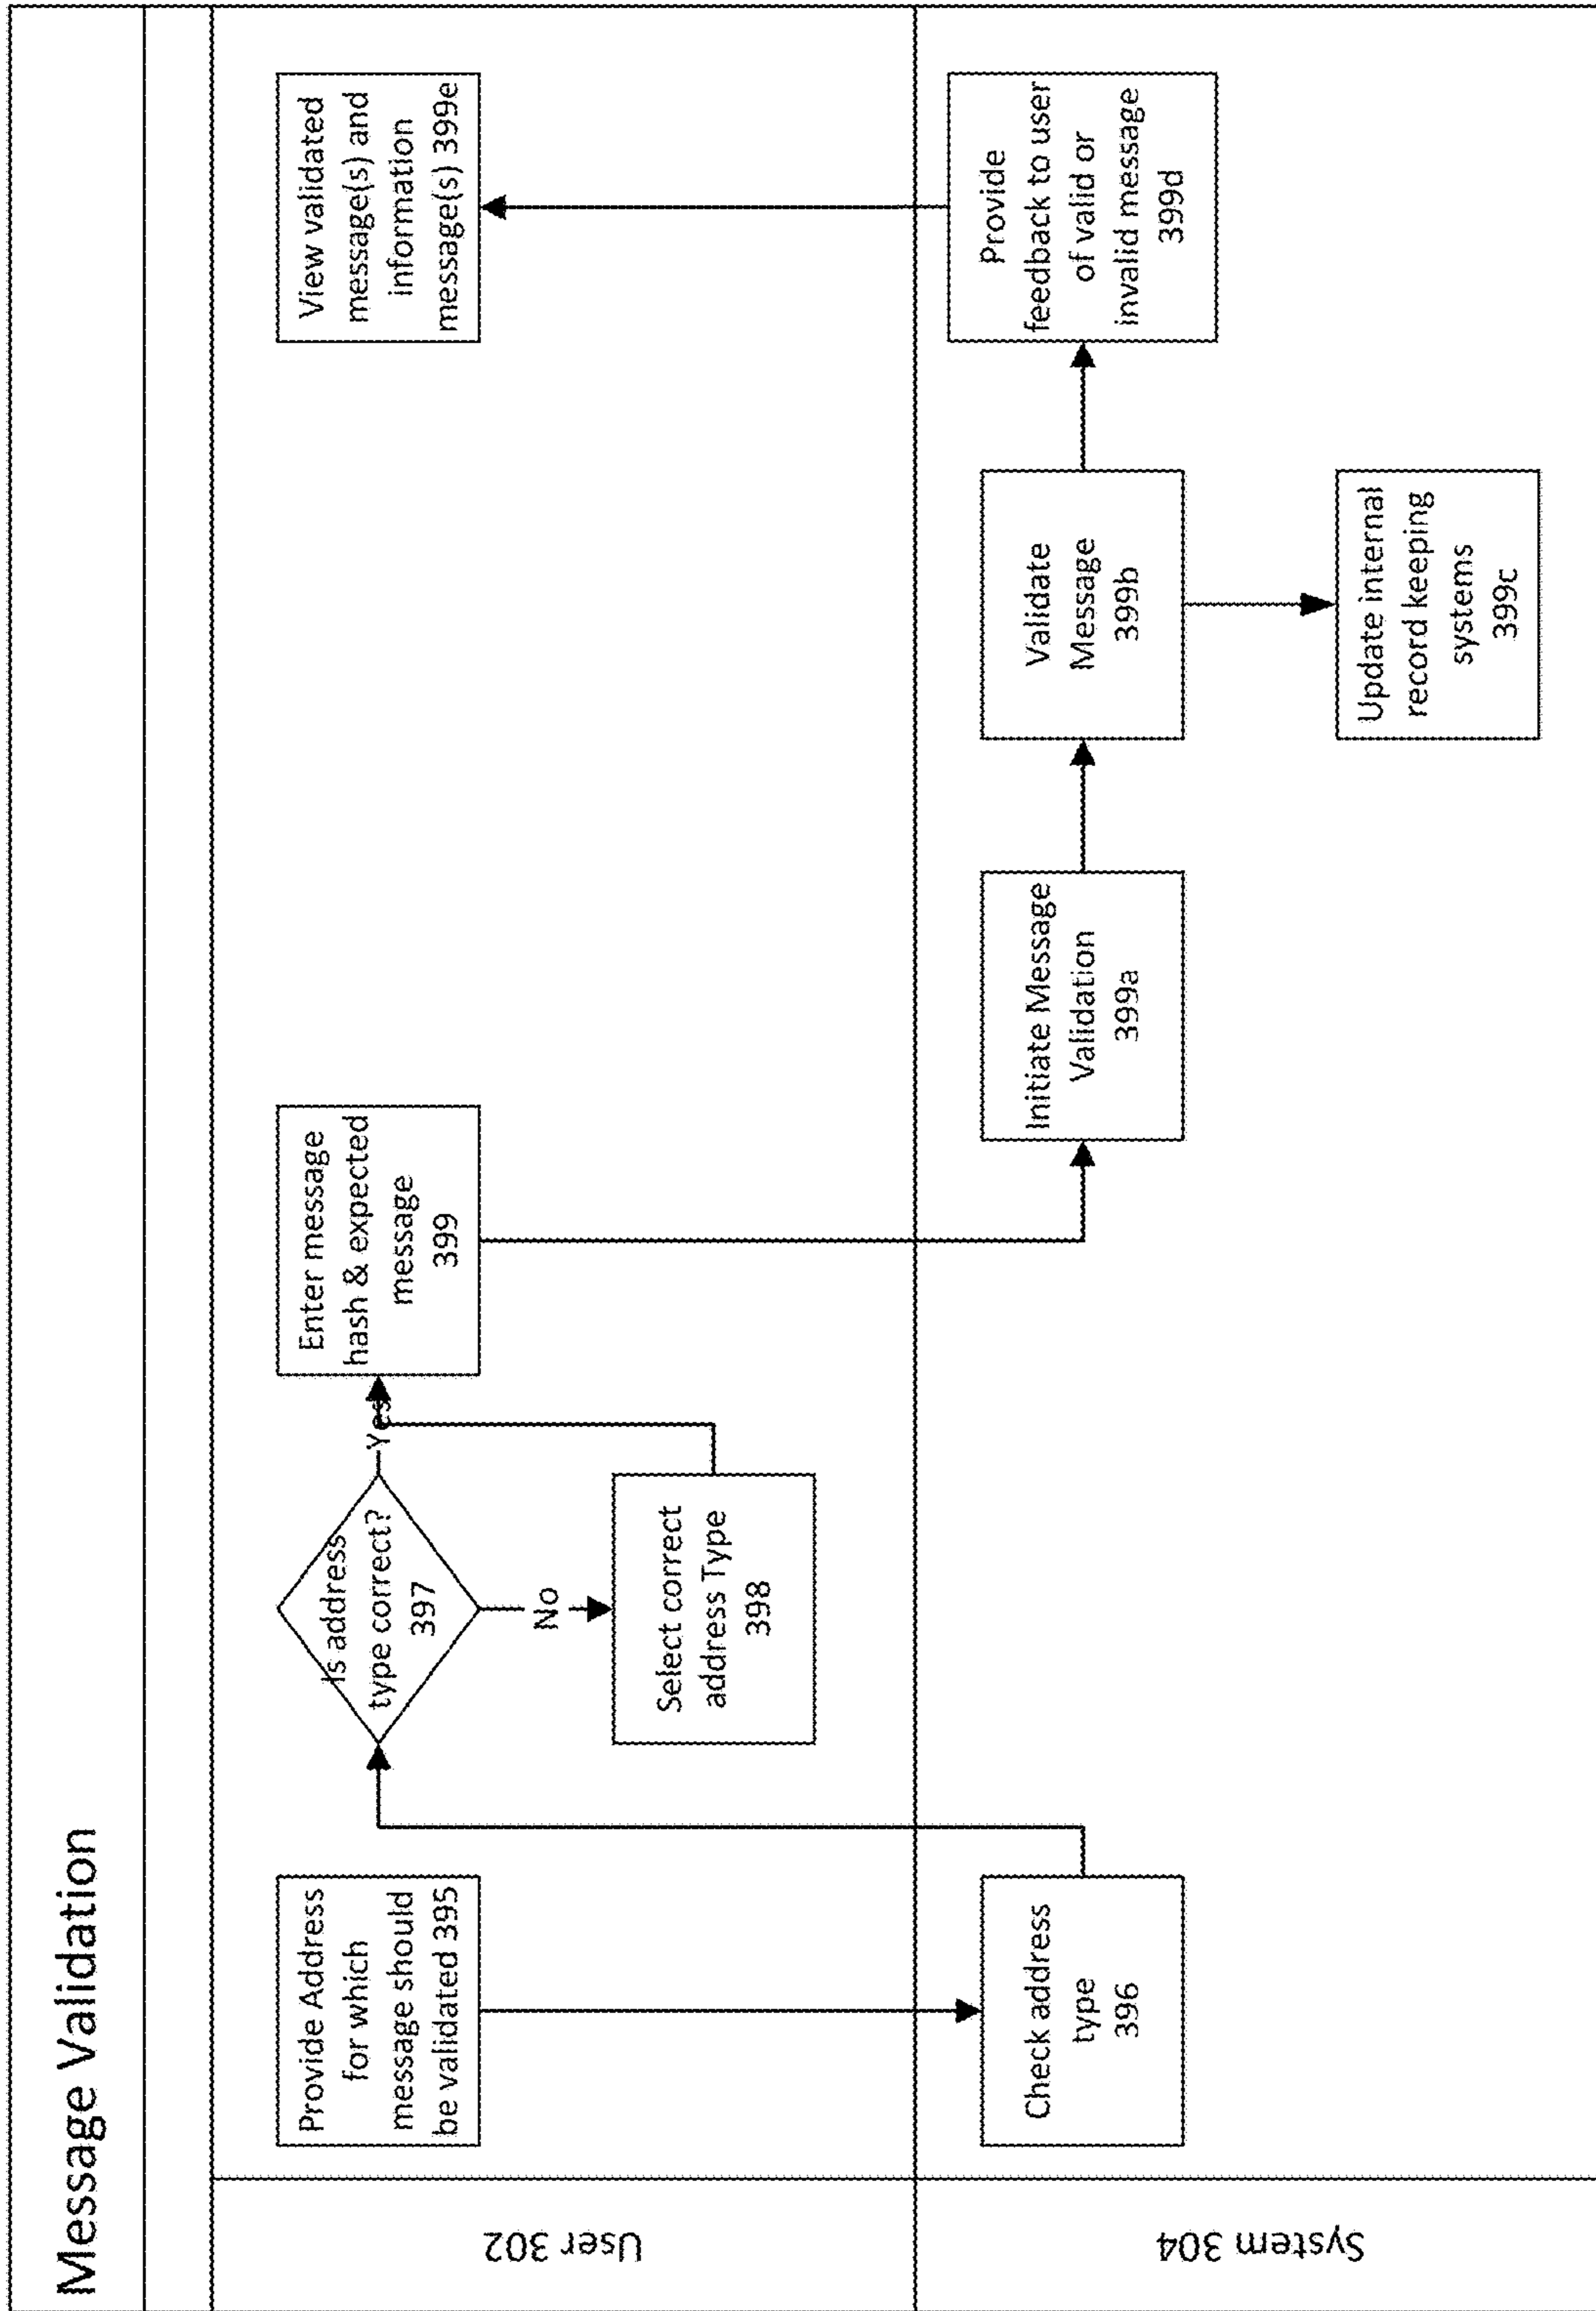 Message Validation
User 302
Provide Address
for which
message should
be validated 395
Is address
type correct?
397
Yes
No
Select correct
address Type
398
Enter message
hash & expected
message
399
View validated
message(s) and
information
message(s) 399e
System 304
Check address
type
396
Initiate Message
Validation
399a
Validate
Message
399b
Update internal
record keeping
systems
399c
Provide
feedback to user
of valid or
invalid message
399d